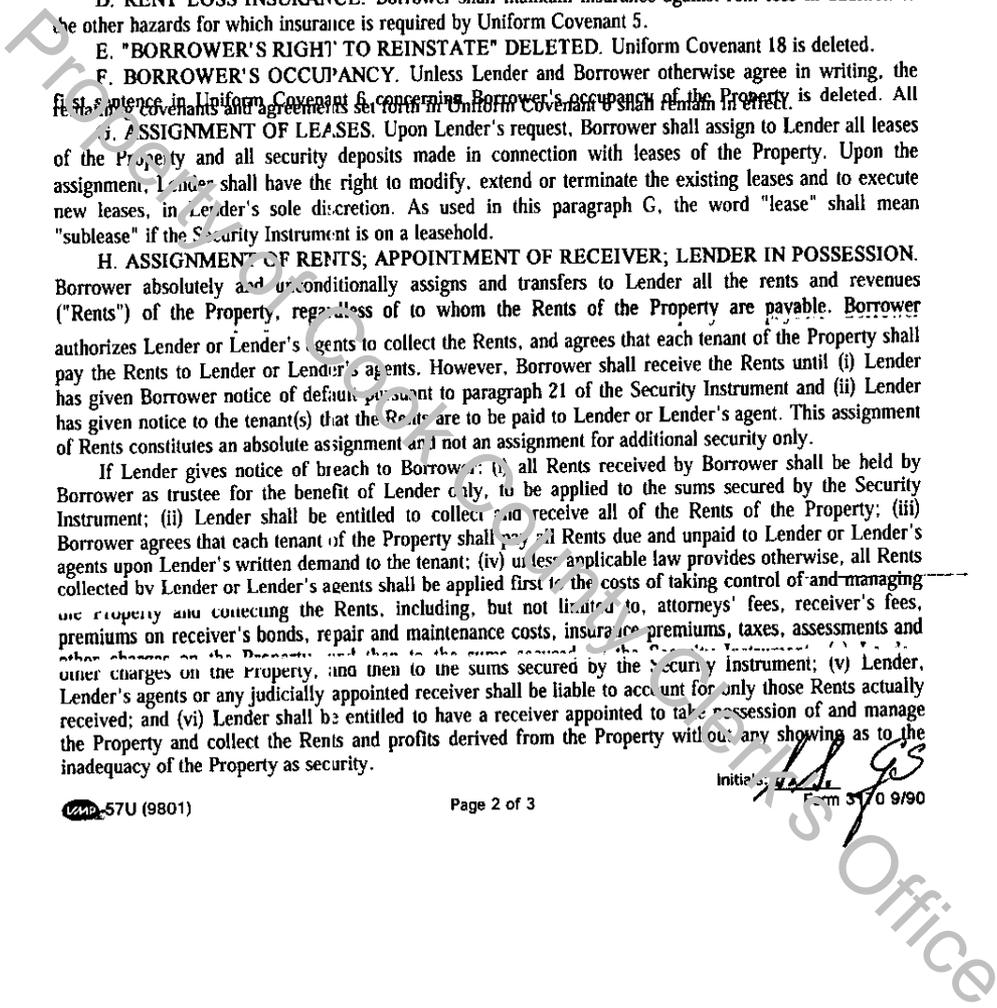 D. RENT LOSS INSURANCE. Borrower shall maintain insurance against rent loss in addition to
the other hazards for which insurance is required by Uniform Covenant 5.
E. "BORROWER'S RIGHT TO REINSTATE" DELETED. Uniform Covenant 18 is deleted.
F. BORROWER'S OCCUPANCY. Unless Lender and Borrower otherwise agree in writing, the
first sentence in Uniform Covenant 6 concerning Borrower's occupancy of the Property is deleted. All
remaining covenants and agreements set forth in Uniform Covenant 6 shall remain in effect.
G. ASSIGNMENT OF LEASES. Upon Lender's request, Borrower shall assign to Lender all leases
of the Property and all security deposits made in connection with leases of the Property. Upon the
assignment, Lender shall have the right to modify, extend or terminate the existing leases and to execute
new leases, in Lender's sole discretion. As used in this paragraph G, the word "lease" shall mean
"sublease" if the Security Instrument is on a leasehold.
H. ASSIGNMENT OF RENTS; APPOINTMENT OF RECEIVER; LENDER IN POSSESSION.
Borrower absolutely and unconditionally assigns and transfers to Lender all the rents and revenues
("Rents") of the Property, regardless of to whom the Rents of the Property are payable. Borrower
authorizes Lender or Lender's agents to collect the Rents, and agrees that each tenant of the Property shall
pay the Rents to Lender or Lender's agents. However, Borrower shall receive the Rents until (i) Lender
has given Borrower notice of default pursuant to paragraph 21 of the Security Instrument and (ii) Lender
has given notice to the tenant(s) that the Rents are to be paid to Lender or Lender's agent. This assignment
of Rents constitutes an absolute assignment and not an assignment for additional security only.
If Lender gives notice of breach to Borrower: (i) all Rents received by Borrower shall be held by
Borrower as trustee for the benefit of Lender only, to be applied to the sums secured by the Security
Instrument; (ii) Lender shall be entitled to collect and receive all of the Rents of the Property; (iii)
Borrower agrees that each tenant of the Property shall pay all Rents due and unpaid to Lender or Lender's
agents upon Lender's written demand to the tenant; (iv) unless applicable law provides otherwise, all Rents
collected by Lender or Lender's agents shall be applied first to the costs of taking control of and managing
the Property and collecting the Rents, including, but not limited to, attorneys' fees, receiver's fees,
premiums on receiver's bonds, repair and maintenance costs, insurance premiums, taxes, assessments and
other charges on the Property, and then to the sums secured by the Security Instrument; (v) Lender,
Lender's agents or any judicially appointed receiver shall be liable to account for only those Rents actually
received; and (vi) Lender shall be entitled to have a receiver appointed to take possession of and manage
the Property and collect the Rents and profits derived from the Property without any showing as to the
inadequacy of the Property as security.
Initials: GS
VMP-57U (9801)
Page 2 of 3
Form 3170 9/90
Property of Cook County Clerk's Office